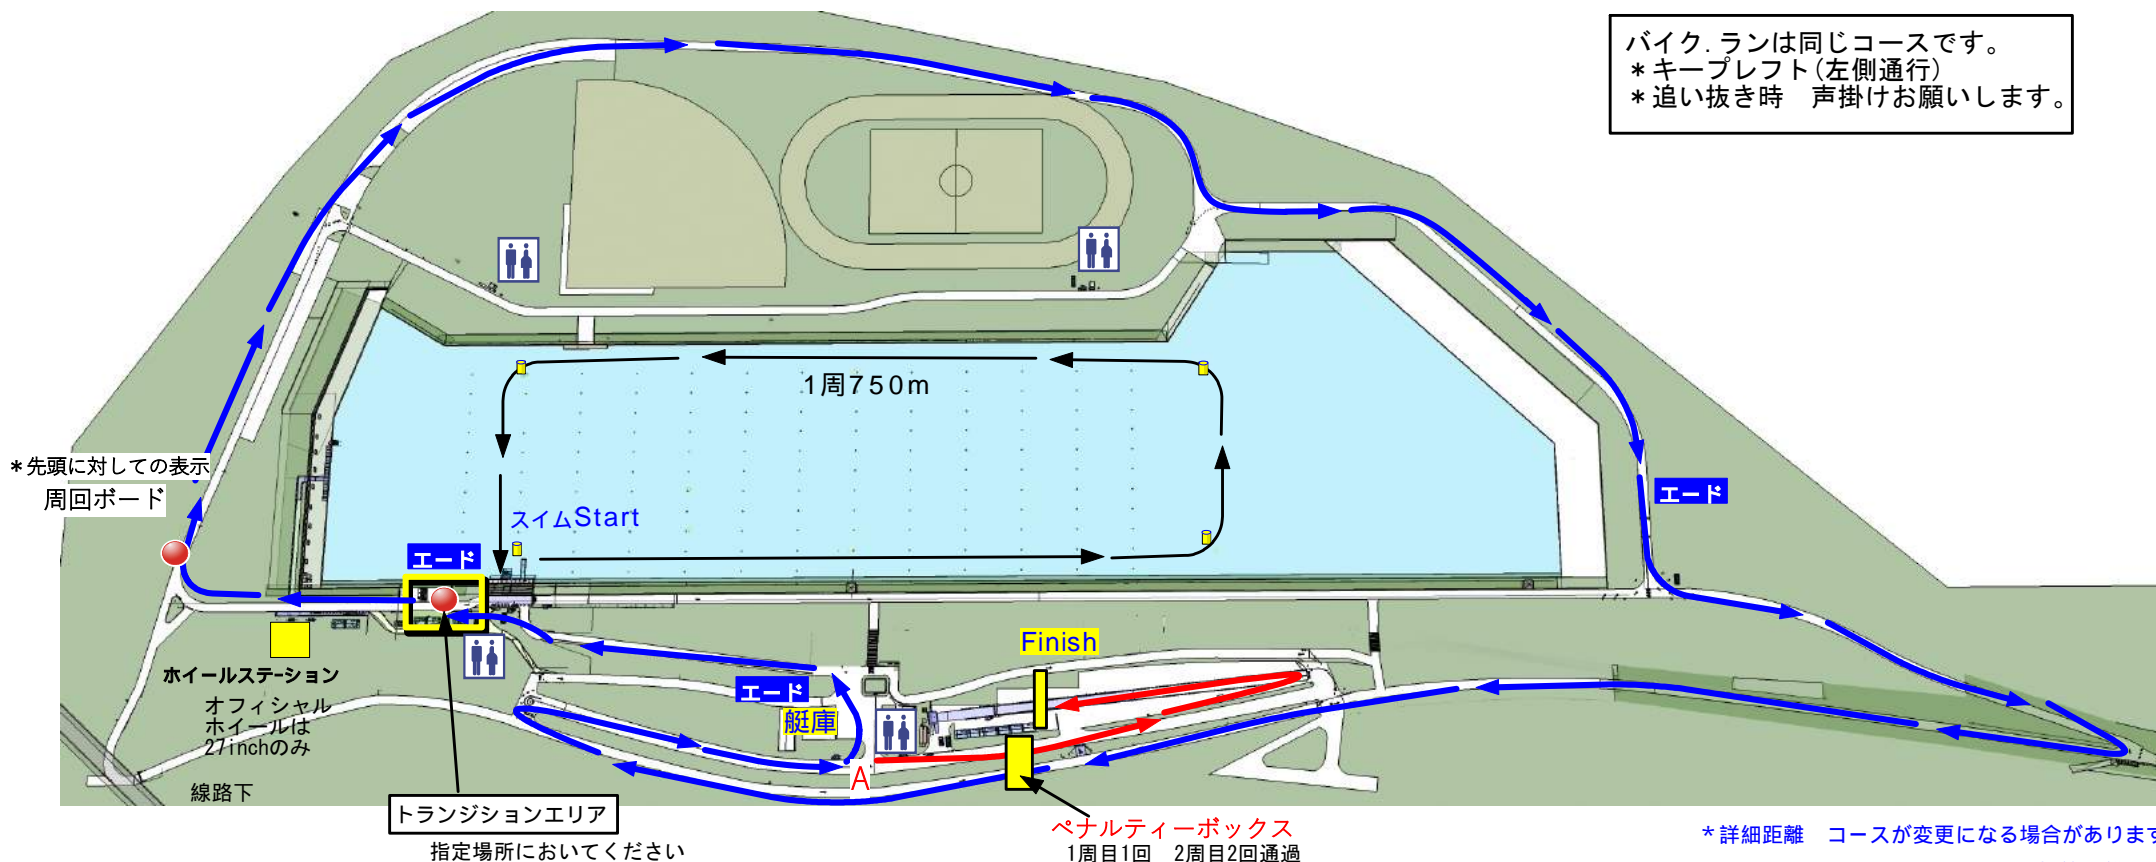 バイク.ランは同じコースです。
＊キープレフト(左側通行)
＊追い抜き時　声掛けお願いします。
1周750m
＊先頭に対しての表示
周回ボード
エード
スイムStart
エード
Finish
ホイールステーション
エード
オフィシャル
ホイールは
27inchのみ
艇庫
A
線路下
トランジションエリア
指定場所においてください
ペナルティーボックス
1周目1回　2周目2回通過
＊詳細距離　コースが変更になる場合があります